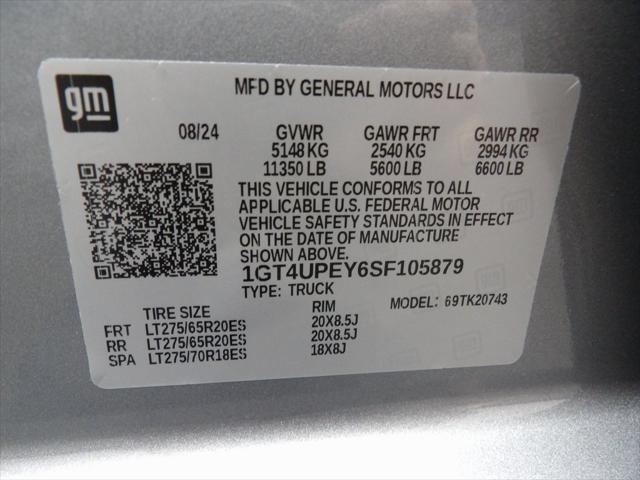 gm
MFD BY GENERAL MOTORS LLC
08/24 GVWR GAWR FRT GAWR RR
5148 KG 2540 KG 2994 KG
11350 LB 5600 LB 6600 LB
THIS VEHICLE CONFORMS TO ALL
APPLICABLE U.S. FEDERAL MOTOR
VEHICLE SAFETY STANDARDS IN EFFECT
ON THE DATE OF MANUFACTURE
SHOWN ABOVE.
1GT4UPEY6SF105879
TYPE: TRUCK MODEL: 69TK20743
TIRE SIZE RIM
FRT LT275/65R20ES 20X8.5J
RR LT275/65R20ES 20X8.5J
SPA LT275/70R18ES 18X8J